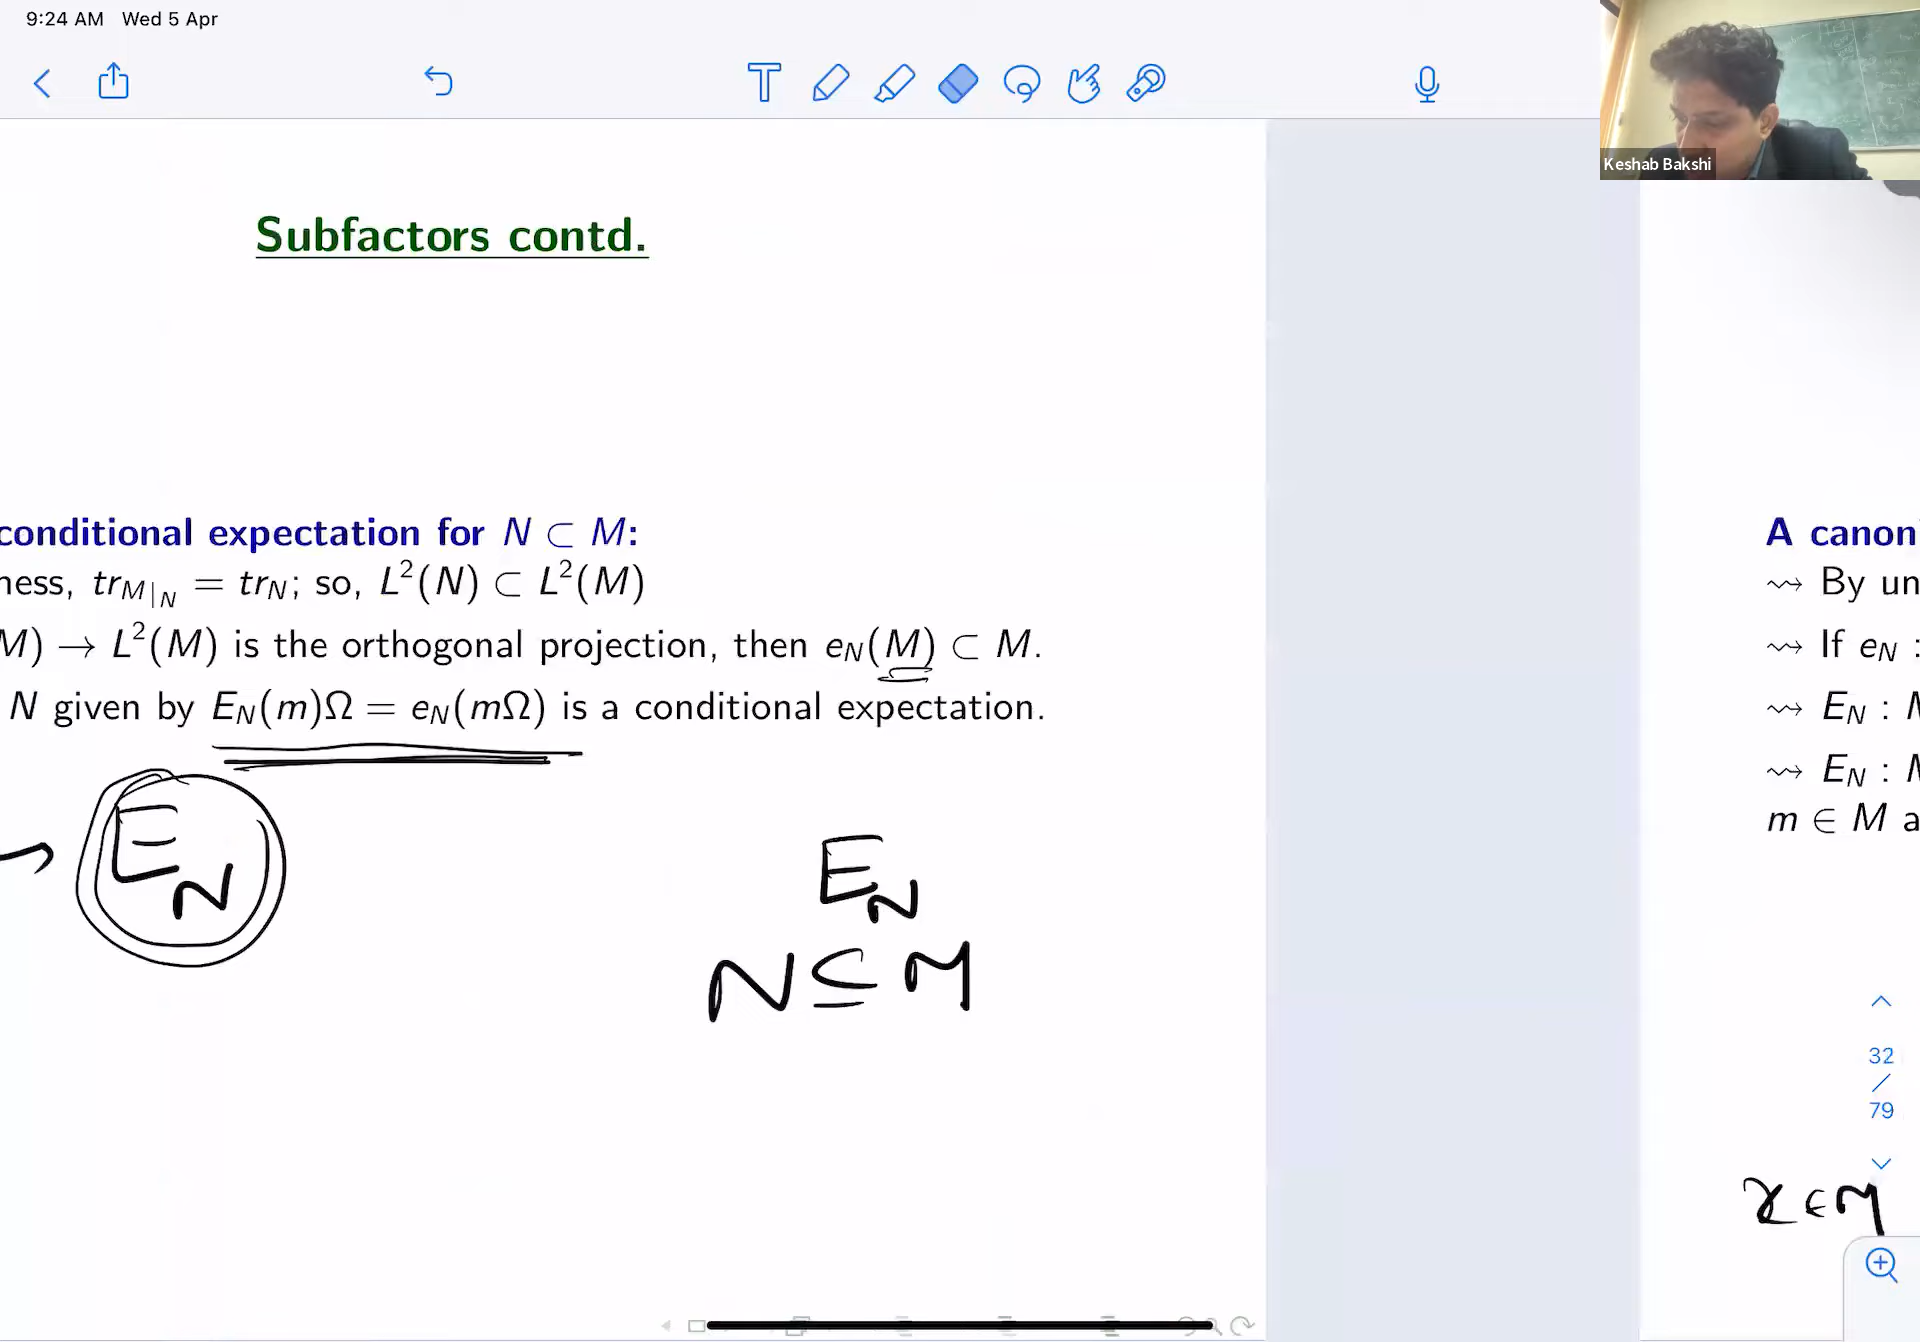 9:24 AM Wed 5 Apr
Keshab Bakshi
Subfactors contd.
conditional expectation for N ⊂ M:
ness, tr_{M|_N} = tr_N; so, L²(N) ⊂ L²(M)
M) → L²(M) is the orthogonal projection, then e_N(M) ⊂ M.
N given by E_N(m)Ω = e_N(mΩ) is a conditional expectation.
E_N
E_N
N ⊆ M
A canon
⇝ By un
⇝ If e_N :
⇝ E_N : M
⇝ E_N : M
m ∈ M a
32
/
79
x ∈ M